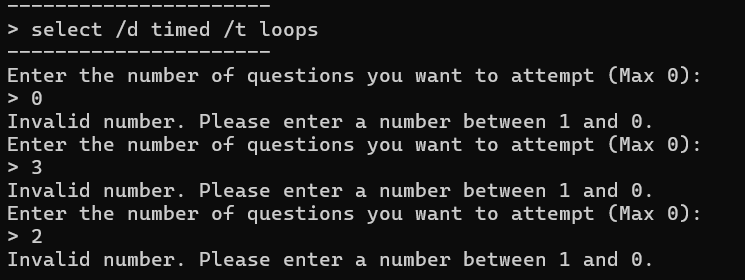 ----------------------
> select /d timed /t loops
----------------------
Enter the number of questions you want to attempt (Max 0):
> 0
Invalid number. Please enter a number between 1 and 0.
Enter the number of questions you want to attempt (Max 0):
> 3
Invalid number. Please enter a number between 1 and 0.
Enter the number of questions you want to attempt (Max 0):
> 2
Invalid number. Please enter a number between 1 and 0.